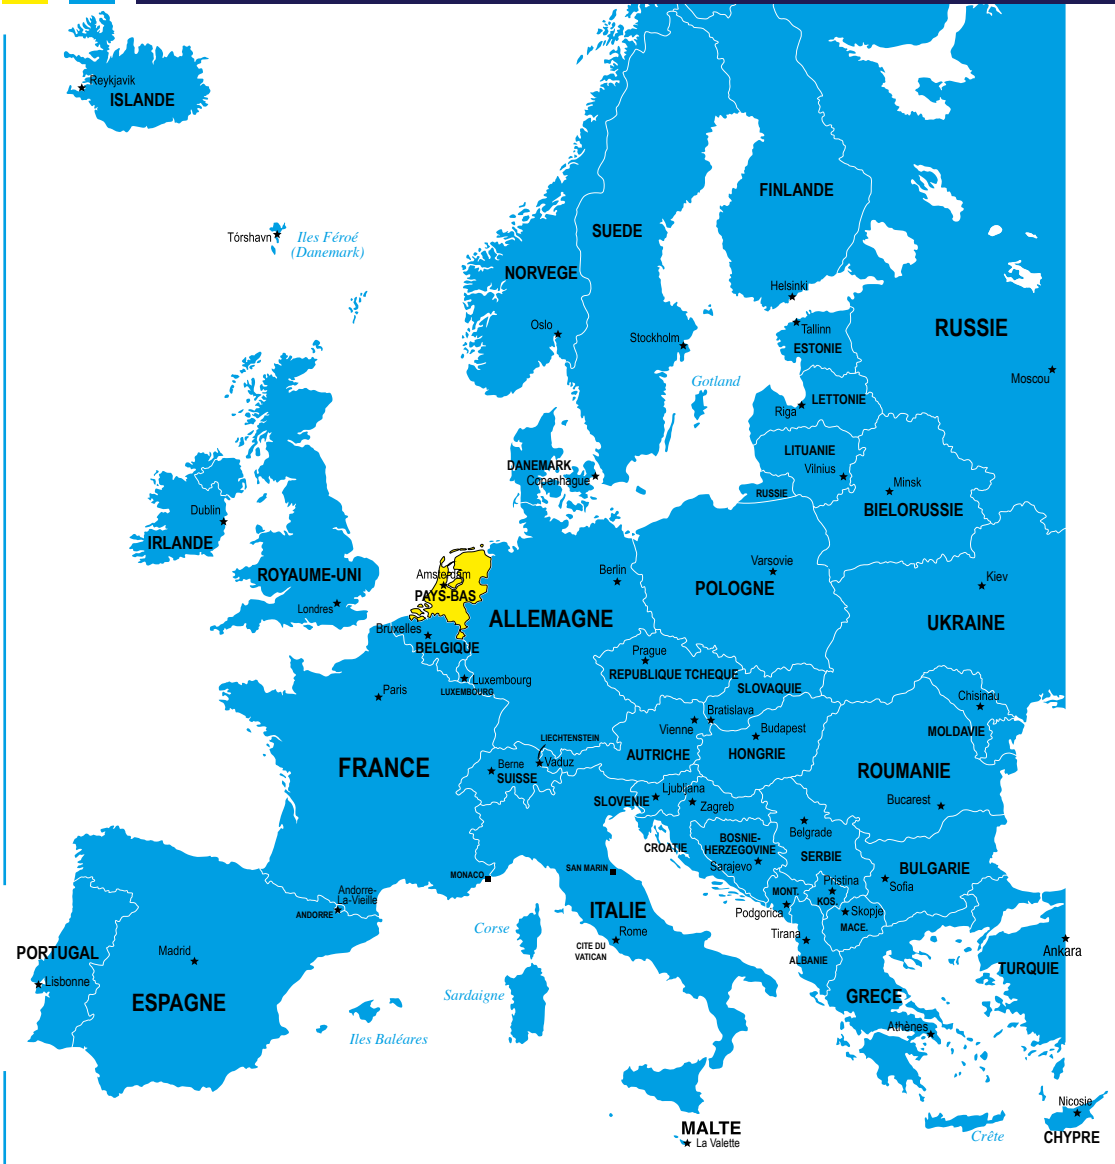 Reykjavik
ISLANDE
FINLANDE
SUEDE
Tórshavn
Iles Féroé
(Danemark)
NORVEGE
Helsinki
Oslo
Tallinn
RUSSIE
Stockholm
ESTONIE
Moscou
Gotland
LETTONIE
Riga
LITUANIE
DANEMARK
Vilnius
Copenhague
Minsk
RUSSIE
Dublin
BIELORUSSIE
IRLANDE
ROYAUME-UNI
Amsterdam
Berlin
Varsovie
Kiev
PAYS-BAS
POLOGNE
Londres
ALLEMAGNE
UKRAINE
Bruxelles
BELGIQUE
Prague
REPUBLIQUE TCHEQUE
Luxembourg
LUXEMBOURG
SLOVAQUIE
Paris
Chisinau
Bratislava
Vienne
Budapest
MOLDAVIE
LIECHTENSTEIN
AUTRICHE
HONGRIE
FRANCE
Berne
Vaduz
SUISSE
ROUMANIE
Ljubljana
SLOVENIE
Zagreb
Bucarest
Belgrade
BOSNIE-
HERZEGOVINE
CROATIE
SERBIE
Sarajevo
BULGARIE
MONACO
SAN MARIN
Pristina
Sofia
Andorre-
La-Vieille
MONT.
KOS.
ANDORRE
ITALIE
Podgorica
Skopje
MACE.
Corse
Rome
Tirana
CITE DU
VATICAN
ALBANIE
PORTUGAL
Madrid
Ankara
TURQUIE
Lisbonne
ESPAGNE
Sardaigne
GRECE
Athènes
Iles Baléares
Nicosie
MALTE
La Valette
Crête
CHYPRE